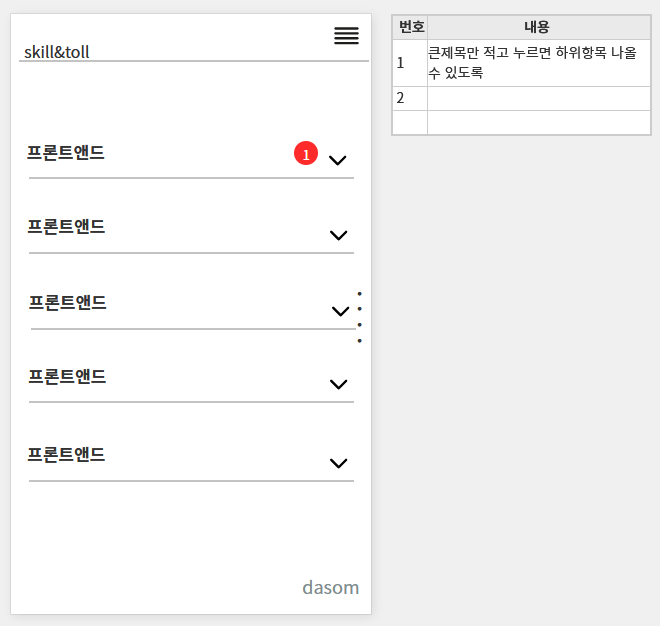 skill&toll
프론트앤드
1
프론트앤드
프론트앤드
프론트앤드
프론트앤드
dasom
번호 내용
1 큰제목만 적고 누르면 하위항목 나올
수 있도록
2